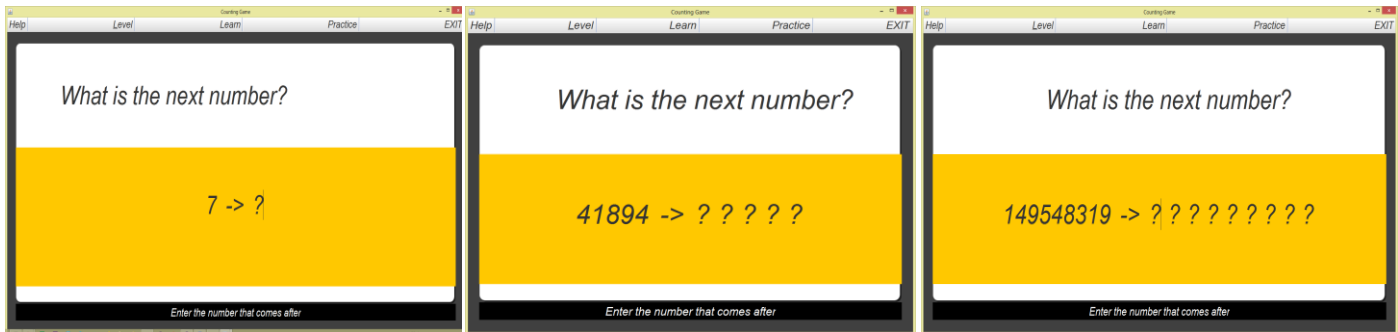 Counting Game
Help Level Learn Practice EXIT
What is the next number?
7 -> ?
Enter the number that comes after
Counting Game
Help Level Learn Practice EXIT
What is the next number?
41894 -> ? ? ? ? ?
Enter the number that comes after
Counting Game
Help Level Learn Practice EXIT
What is the next number?
149548319 -> ? ? ? ? ? ? ? ? ?
Enter the number that comes after